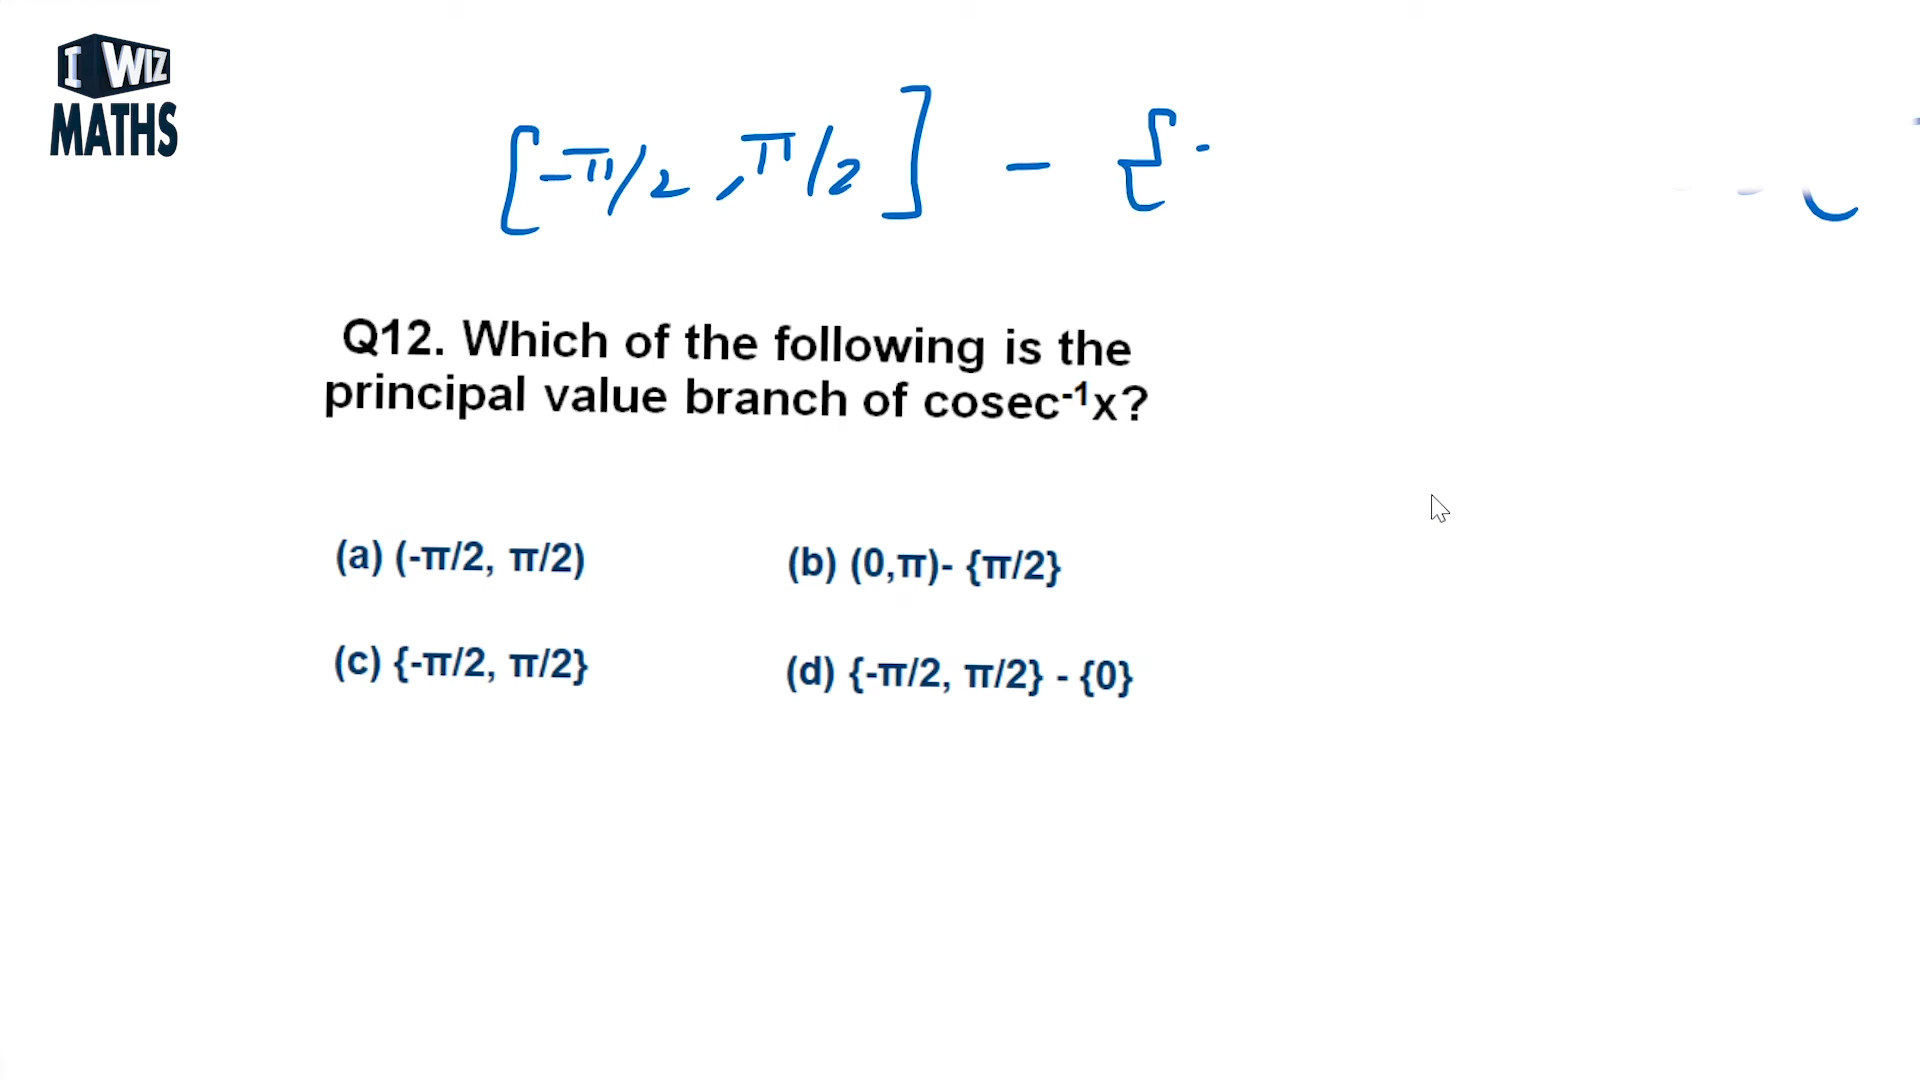 I WIZ
MATHS
[-π/2, π/2] - {
Q12. Which of the following is the
principal value branch of cosec⁻¹x?
(a) (-π/2, π/2)
(b) (0,π)- {π/2}
(c) {-π/2, π/2}
(d) {-π/2, π/2} - {0}